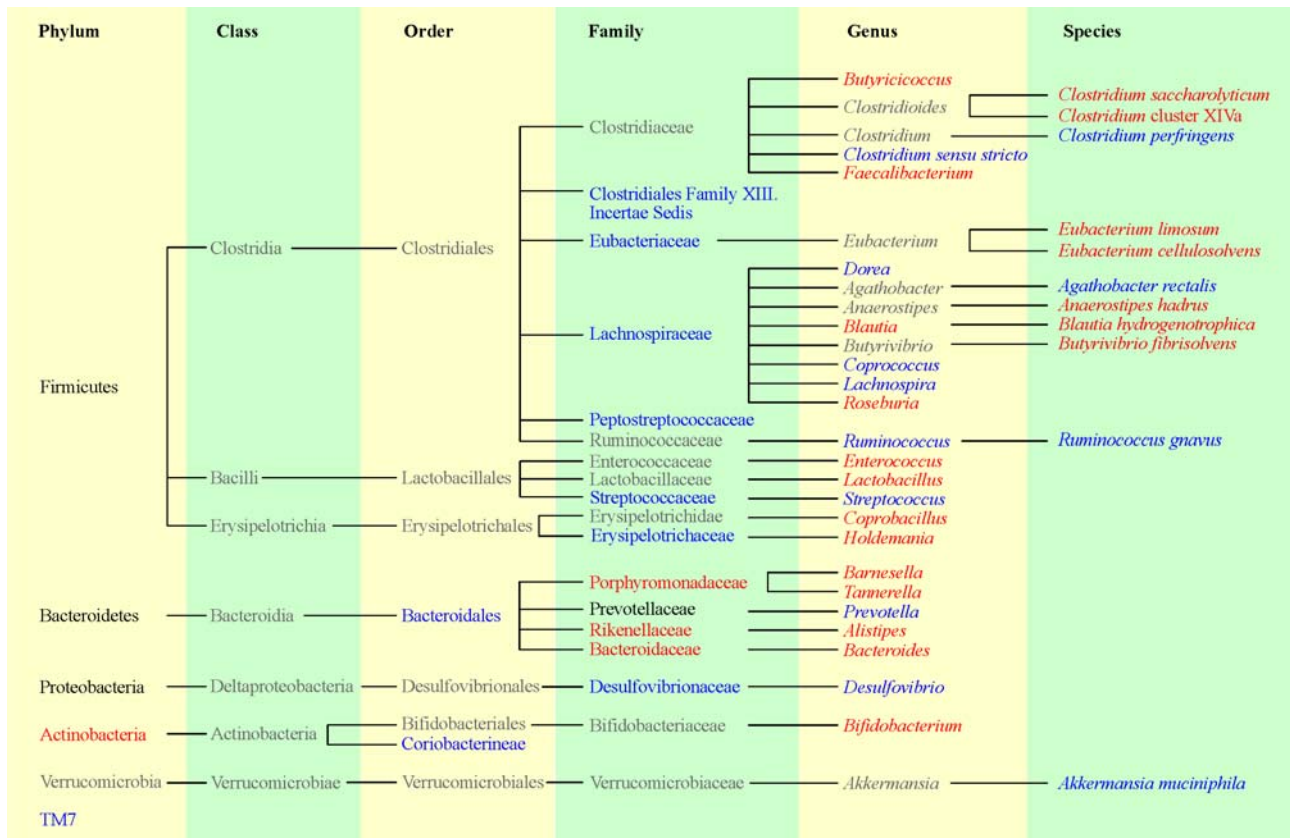 Phylum Class Order Family Genus Species
Butyricicoccus
Clostridium saccharolyticum
Clostridioides
Clostridium cluster XIVa
Clostridiaceae
Clostridium Clostridium perfringens
Clostridium sensu stricto
Faecalibacterium
Clostridiales Family XIII.
Incertae Sedis
Eubacterium limosum
Clostridia Clostridiales Eubacteriaceae Eubacterium
Eubacterium cellulosolvens
Dorea
Agathobacter Agathobacter rectalis
Anaerostipes Anaerostipes hadrus
Lachnospiraceae Blautia Blautia hydrogenotrophica
Butyrivibrio Butyrivibrio fibrisolvens
Coprococcus
Firmicutes Lachnospira
Roseburia
Peptostreptococcaceae
Ruminococcaceae Ruminococcus Ruminococcus gnavus
Enterococcaceae Enterococcus
Bacilli Lactobacillales Lactobacillaceae Lactobacillus
Streptococcaceae Streptococcus
Erysipelotrichidae Coprobacillus
Erysipelotrichia Erysipelotrichales
Erysipelotrichaceae Holdemania
Barnesella
Porphyromonadaceae
Tannerella
Bacteroidetes Bacteroidia Bacteroidales Prevotellaceae Prevotella
Rikenellaceae Alistipes
Bacteroidaceae Bacteroides
Proteobacteria Deltaproteobacteria Desulfovibrionales Desulfovibrionaceae Desulfovibrio
Bifidobacteriales Bifidobacteriaceae Bifidobacterium
Actinobacteria Actinobacteria
Coriobacterineae
Verrucomicrobia Verrucomicrobiae Verrucomicrobiales Verrucomicrobiaceae Akkermansia Akkermansia muciniphila
TM7